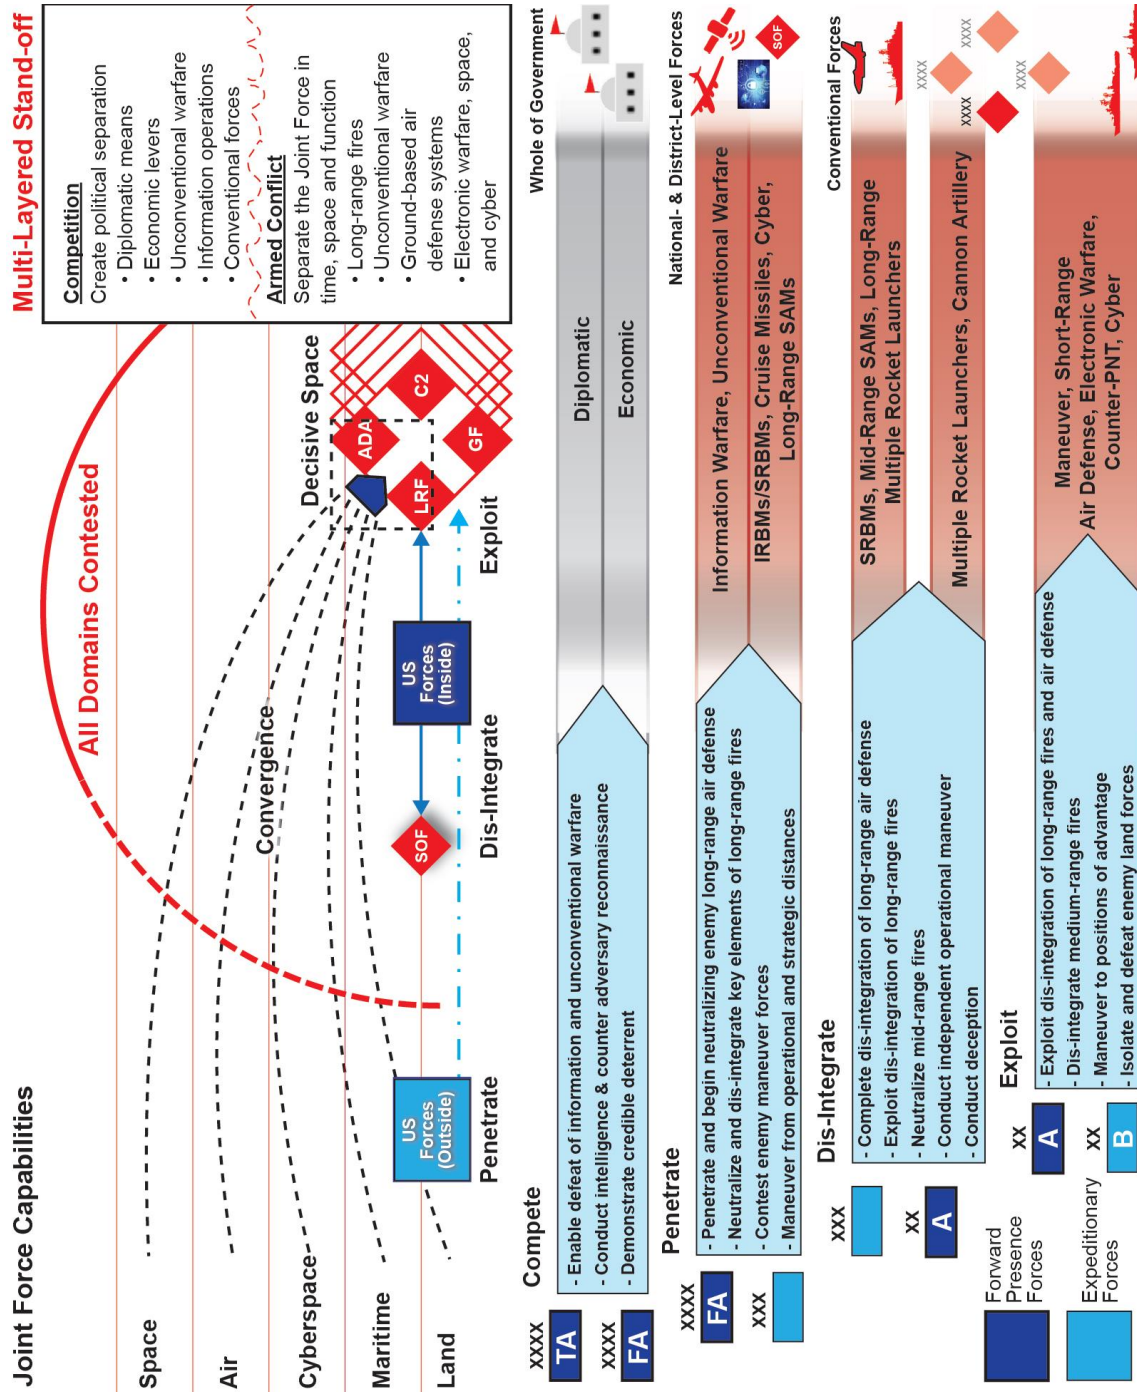 Joint Force Capabilities
Multi-Layered Stand-off
Space
Air
Cyberspace
Maritime
Land
All Domains Contested
Convergence
Decisive Space
US
Forces
(Outside)
SOF
US
Forces
(Inside)
LRF
ADA
C2
GF
Penetrate
Dis-Integrate
Exploit
Competition
Create political separation
• Diplomatic means
• Economic levers
• Unconventional warfare
• Information operations
• Conventional forces
Armed Conflict
Separate the Joint Force in
time, space and function
• Long-range fires
• Unconventional warfare
• Ground-based air
defense systems
• Electronic warfare, space,
and cyber
Compete
xxxx
TA
xxxx
FA
- Enable defeat of information and unconventional warfare
- Conduct intelligence & counter adversary reconnaissance
- Demonstrate credible deterrent
Diplomatic
Economic
Whole of Government
Penetrate
xxxx
FA
xxx
- Penetrate and begin neutralizing enemy long-range air defense
- Neutralize and dis-integrate key elements of long-range fires
- Contest enemy maneuver forces
- Maneuver from operational and strategic distances
Information Warfare, Unconventional Warfare
IRBMs/SRBMs, Cruise Missiles, Cyber,
Long-Range SAMs
National- & District-Level Forces
SOF
Dis-Integrate
xxx
xx
A
- Complete dis-integration of long-range air defense
- Exploit dis-integration of long-range fires
- Neutralize mid-range fires
- Conduct independent operational maneuver
- Conduct deception
SRBMs, Mid-Range SAMs, Long-Range
Multiple Rocket Launchers
Multiple Rocket Launchers, Cannon Artillery
Conventional Forces
xxxx
xxxx
xxxx
xxxx
Exploit
xx
A
xx
B
- Exploit dis-integration of long-range fires and air defense
- Dis-integrate medium-range fires
- Maneuver to positions of advantage
- Isolate and defeat enemy land forces
Maneuver, Short-Range
Air Defense, Electronic Warfare,
Counter-PNT, Cyber
Forward
Presence
Forces
Expeditionary
Forces